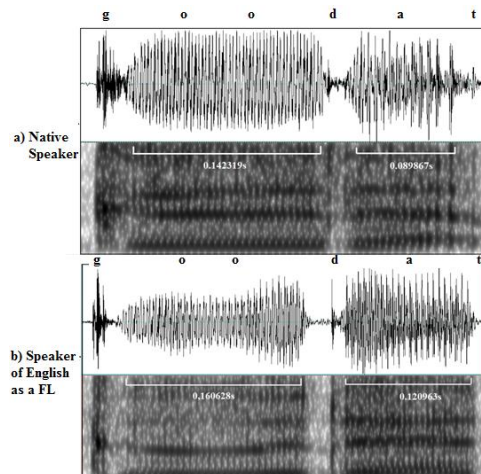 g o o d a t
a) Native
Speaker
0.142319s 0.089867s
g o o d a t
b) Speaker
of English
as a FL
0.160628s 0.120963s